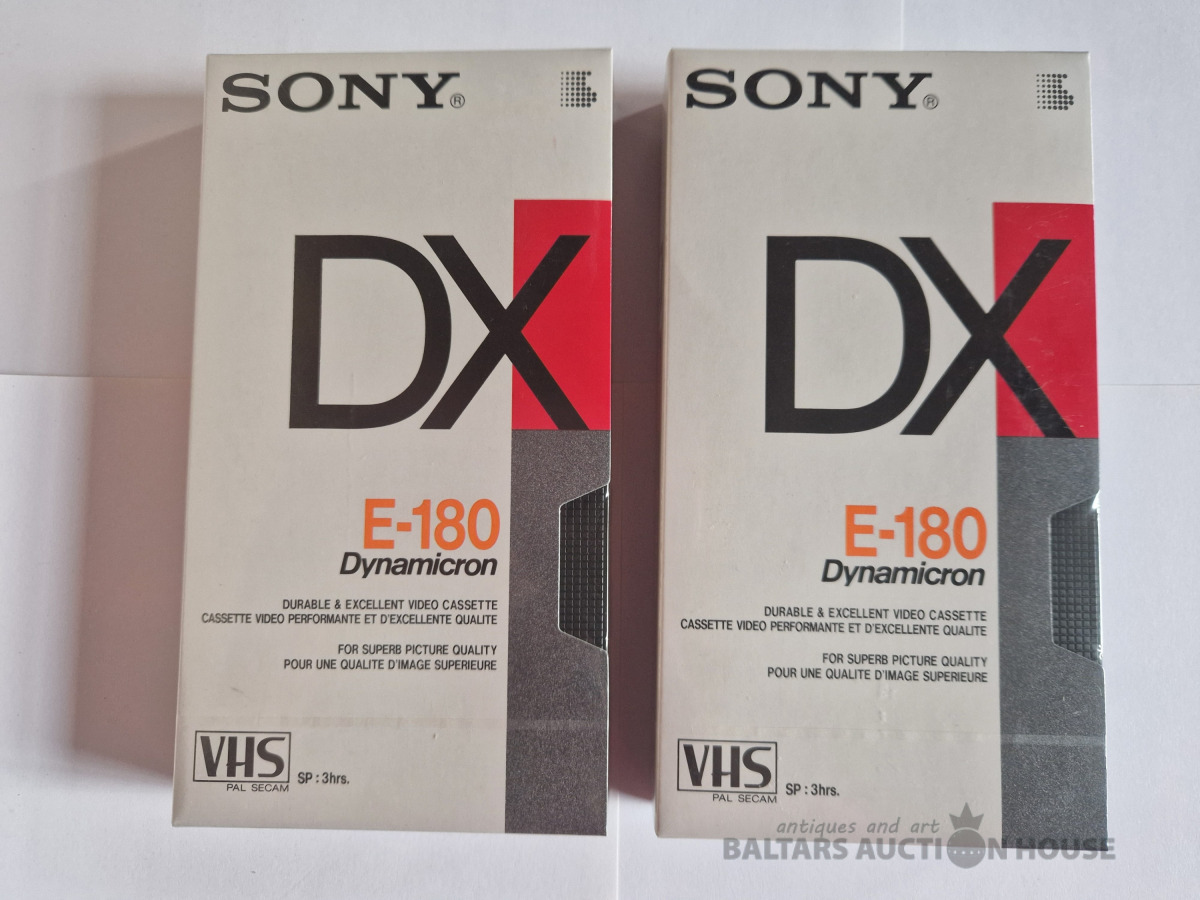 SONY®
DX
E-180
Dynamicron
DURABLE & EXCELLENT VIDEO CASSETTE
CASSETTE VIDEO PERFORMANTE ET D'EXCELLENTE QUALITE
FOR SUPERB PICTURE QUALITY
POUR UNE QUALITE D'IMAGE SUPERIEURE
VHS
PAL SECAM
SP : 3hrs.
SONY®
DX
E-180
Dynamicron
DURABLE & EXCELLENT VIDEO CASSETTE
CASSETTE VIDEO PERFORMANTE ET D'EXCELLENTE QUALITE
FOR SUPERB PICTURE QUALITY
POUR UNE QUALITE D'IMAGE SUPERIEURE
VHS
PAL SECAM
SP : 3hrs.
antiques and art
BALTARS AUCTION HOUSE